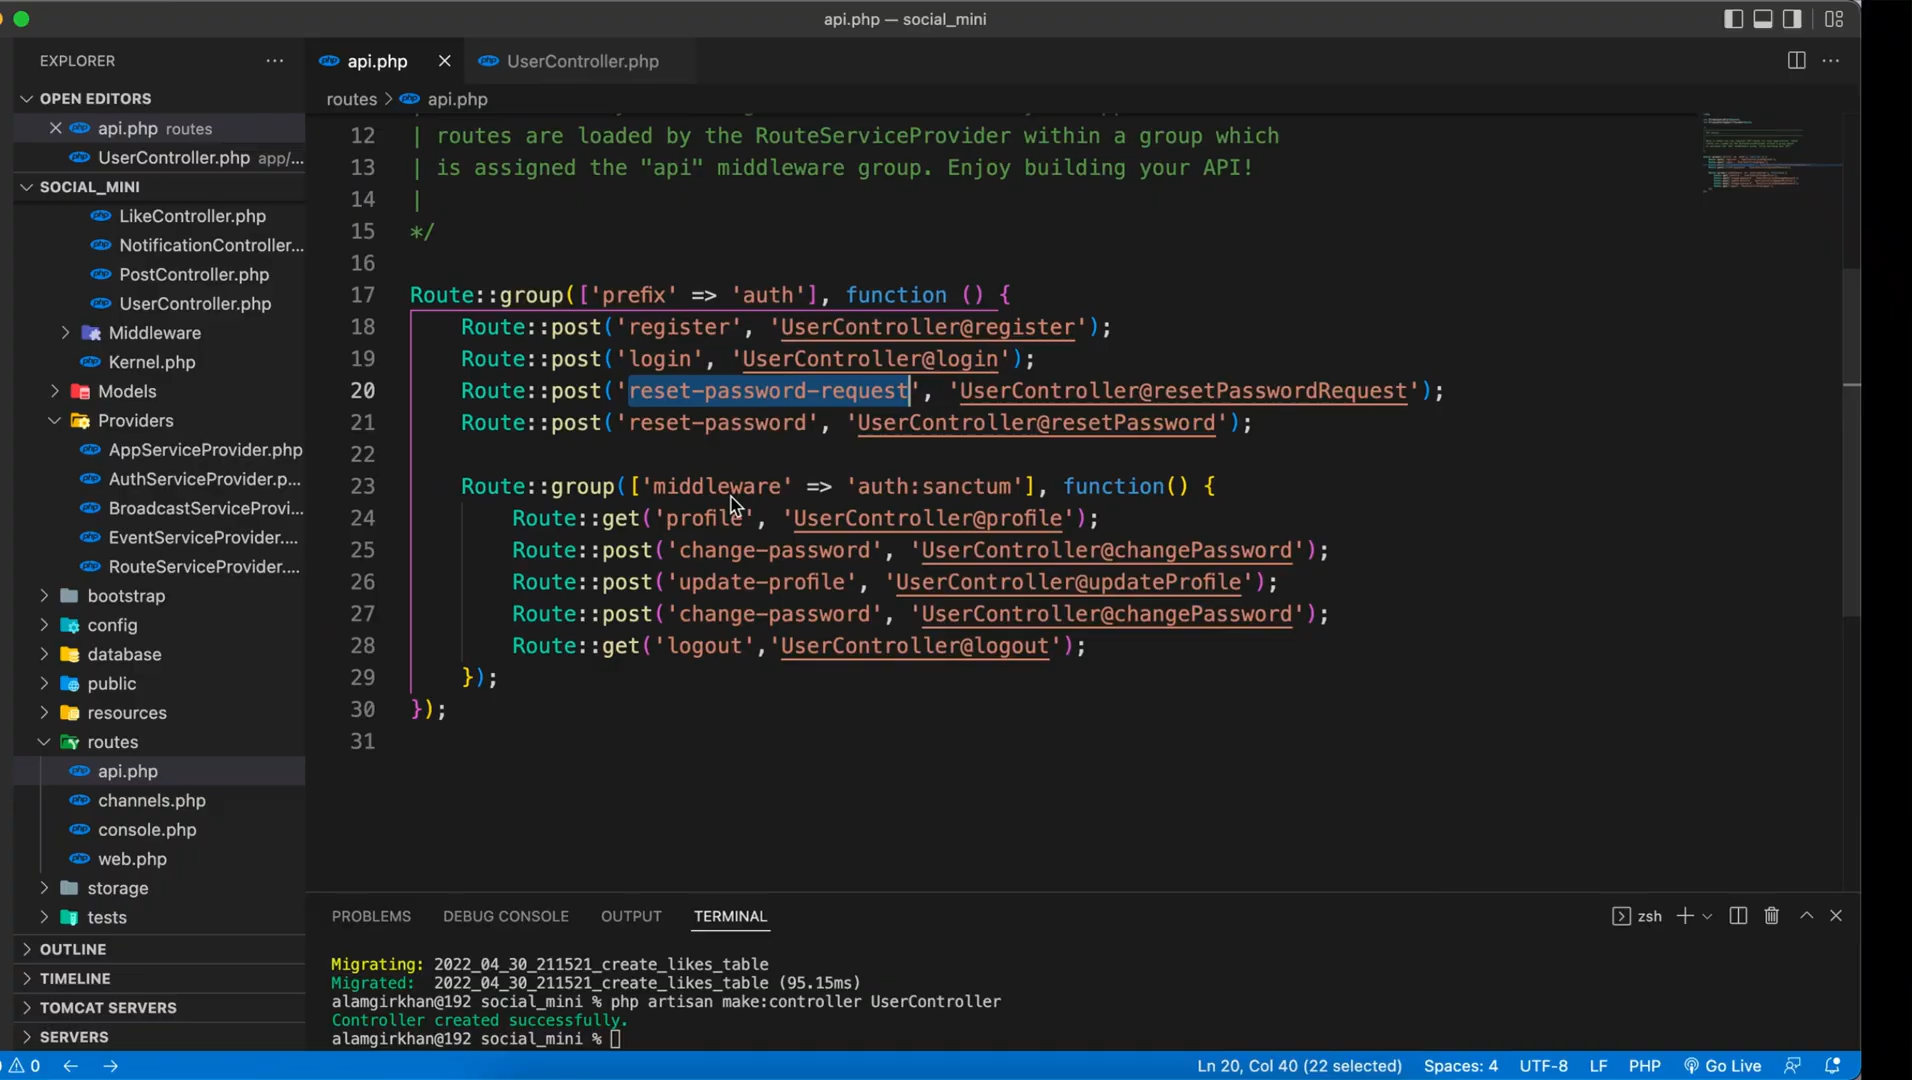 api.php — social_mini
EXPLORER
OPEN EDITORS
api.php routes
UserController.php app/...
SOCIAL_MINI
LikeController.php
NotificationController...
PostController.php
UserController.php
Middleware
Kernel.php
Models
Providers
AppServiceProvider.php
AuthServiceProvider.p...
BroadcastServiceProvi...
EventServiceProvider....
RouteServiceProvider....
bootstrap
config
database
public
resources
routes
api.php
channels.php
console.php
web.php
storage
tests
OUTLINE
TIMELINE
TOMCAT SERVERS
SERVERS
api.php
UserController.php
routes > api.php
12 | routes are loaded by the RouteServiceProvider within a group which
13 | is assigned the "api" middleware group. Enjoy building your API!
14 |
15 */
16
17 Route::group(['prefix' => 'auth'], function () {
18 Route::post('register', 'UserController@register');
19 Route::post('login', 'UserController@login');
20 Route::post('reset-password-request', 'UserController@resetPasswordRequest');
21 Route::post('reset-password', 'UserController@resetPassword');
22
23 Route::group(['middleware' => 'auth:sanctum'], function() {
24 Route::get('profile', 'UserController@profile');
25 Route::post('change-password', 'UserController@changePassword');
26 Route::post('update-profile', 'UserController@updateProfile');
27 Route::post('change-password', 'UserController@changePassword');
28 Route::get('logout','UserController@logout');
29 });
30 });
31
PROBLEMS DEBUG CONSOLE OUTPUT TERMINAL
zsh
Migrating: 2022_04_30_211521_create_likes_table
Migrated: 2022_04_30_211521_create_likes_table (95.15ms)
alamgirkhan@192 social_mini % php artisan make:controller UserController
Controller created successfully.
alamgirkhan@192 social_mini %
0 Ln 20, Col 40 (22 selected) Spaces: 4 UTF-8 LF PHP Go Live